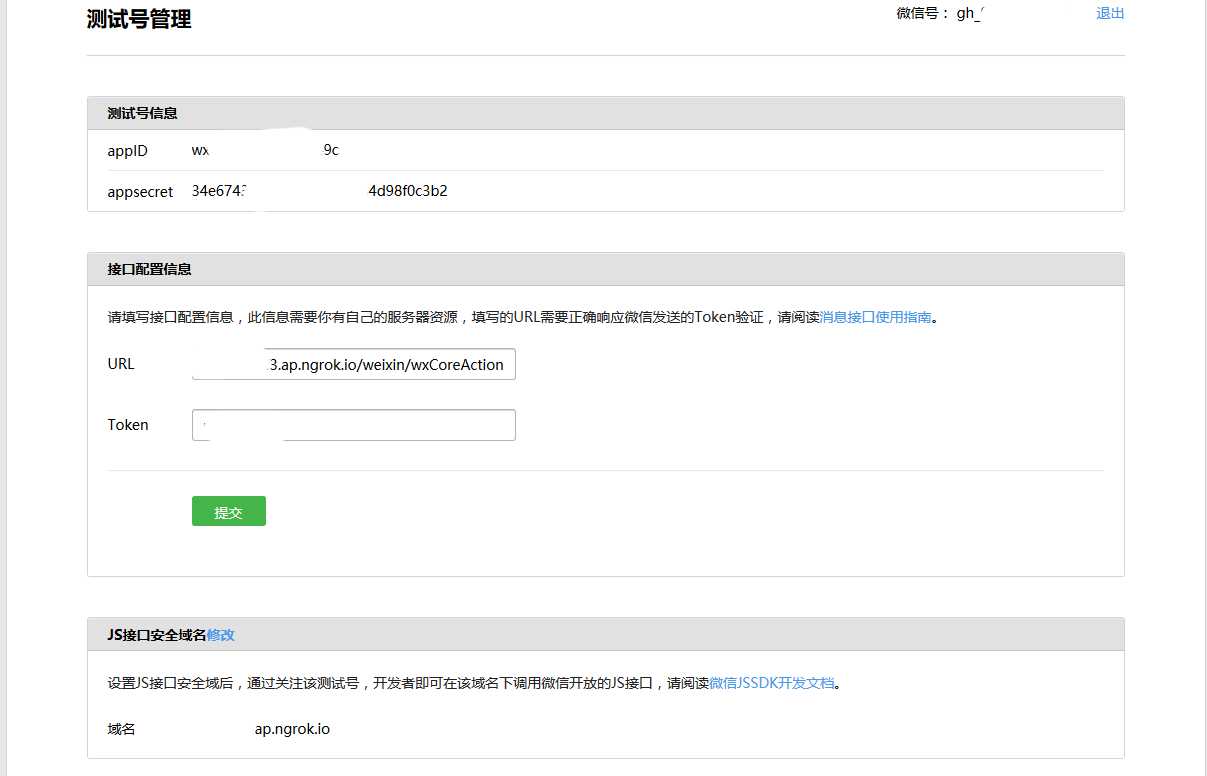 测试号管理
微信号： gh_
退出
测试号信息
appID wx 9c
appsecret 34e6743 4d98f0c3b2
接口配置信息
请填写接口配置信息，此信息需要你有自己的服务器资源，填写的URL需要正确响应微信发送的Token验证，请阅读消息接口使用指南。
URL 3.ap.ngrok.io/weixin/wxCoreAction
Token
提交
JS接口安全域名修改
设置JS接口安全域后，通过关注该测试号，开发者即可在该域名下调用微信开放的JS接口，请阅读微信JSSDK开发文档。
域名 ap.ngrok.io